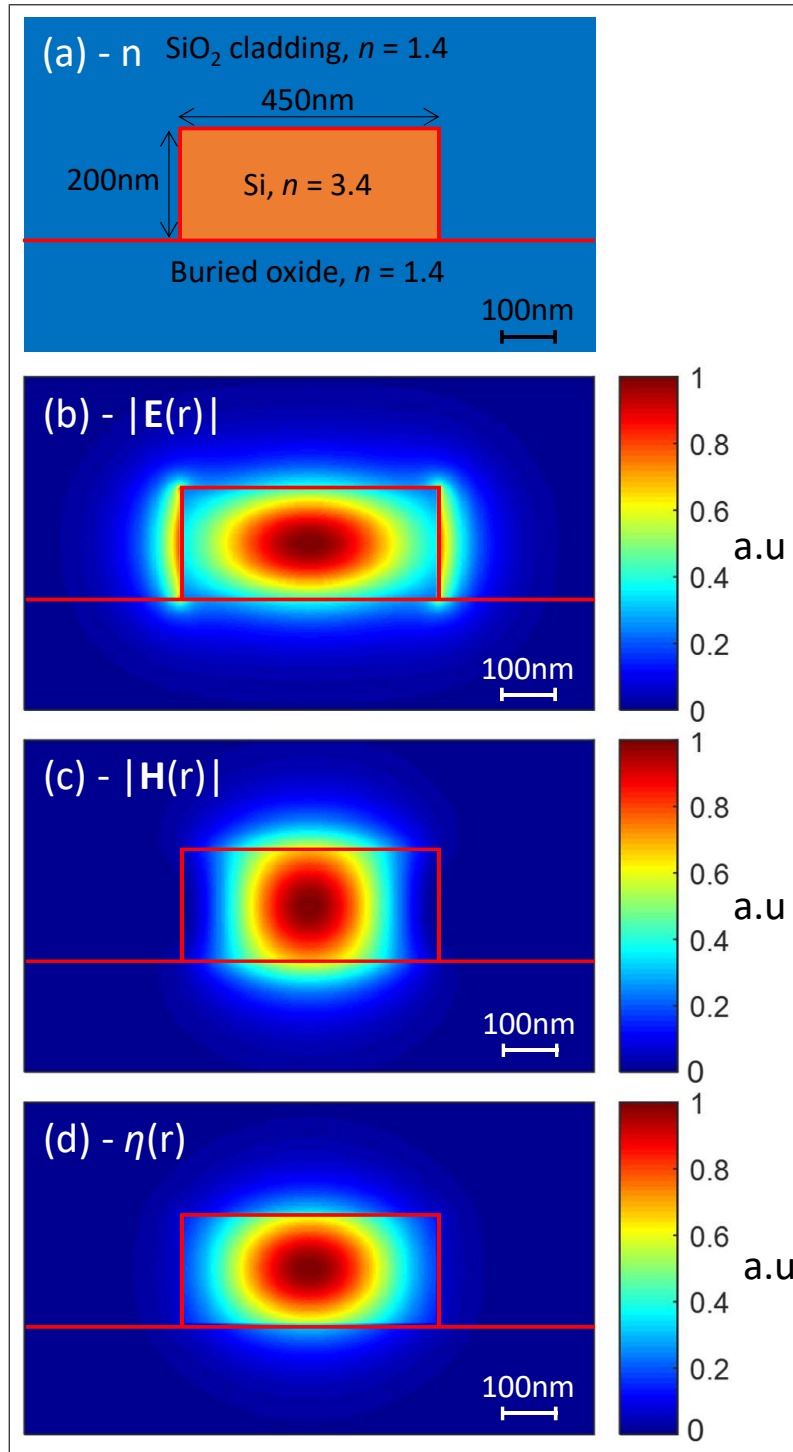 (a) - n SiO₂ cladding, n = 1.4
450nm
200nm
Si, n = 3.4
Buried oxide, n = 1.4
100nm
(b) - |E(r)|
100nm
1
0.8
0.6
0.4
0.2
0
a.u
(c) - |H(r)|
100nm
1
0.8
0.6
0.4
0.2
0
a.u
(d) - η(r)
100nm
1
0.8
0.6
0.4
0.2
0
a.u